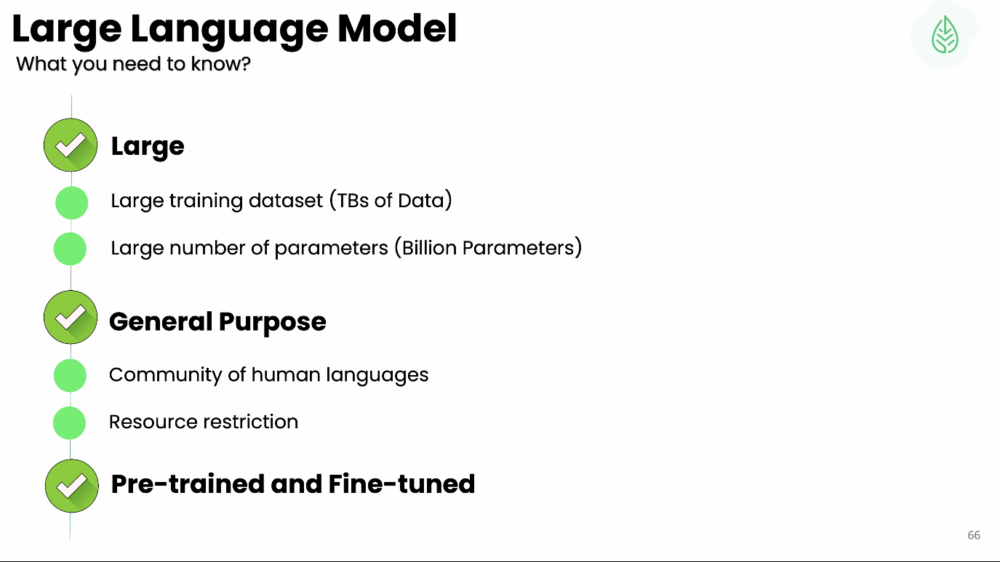 Large Language Model
What you need to know?
Large
Large training dataset (TBs of Data)
Large number of parameters (Billion Parameters)
General Purpose
Community of human languages
Resource restriction
Pre-trained and Fine-tuned
66